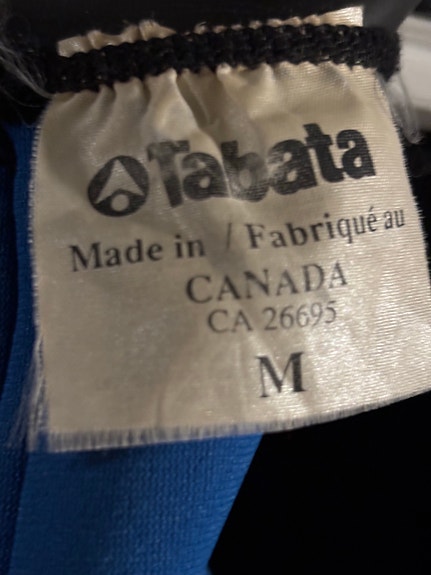 Tabata
Made in / Fabriqué au
CANADA
CA 26695
M